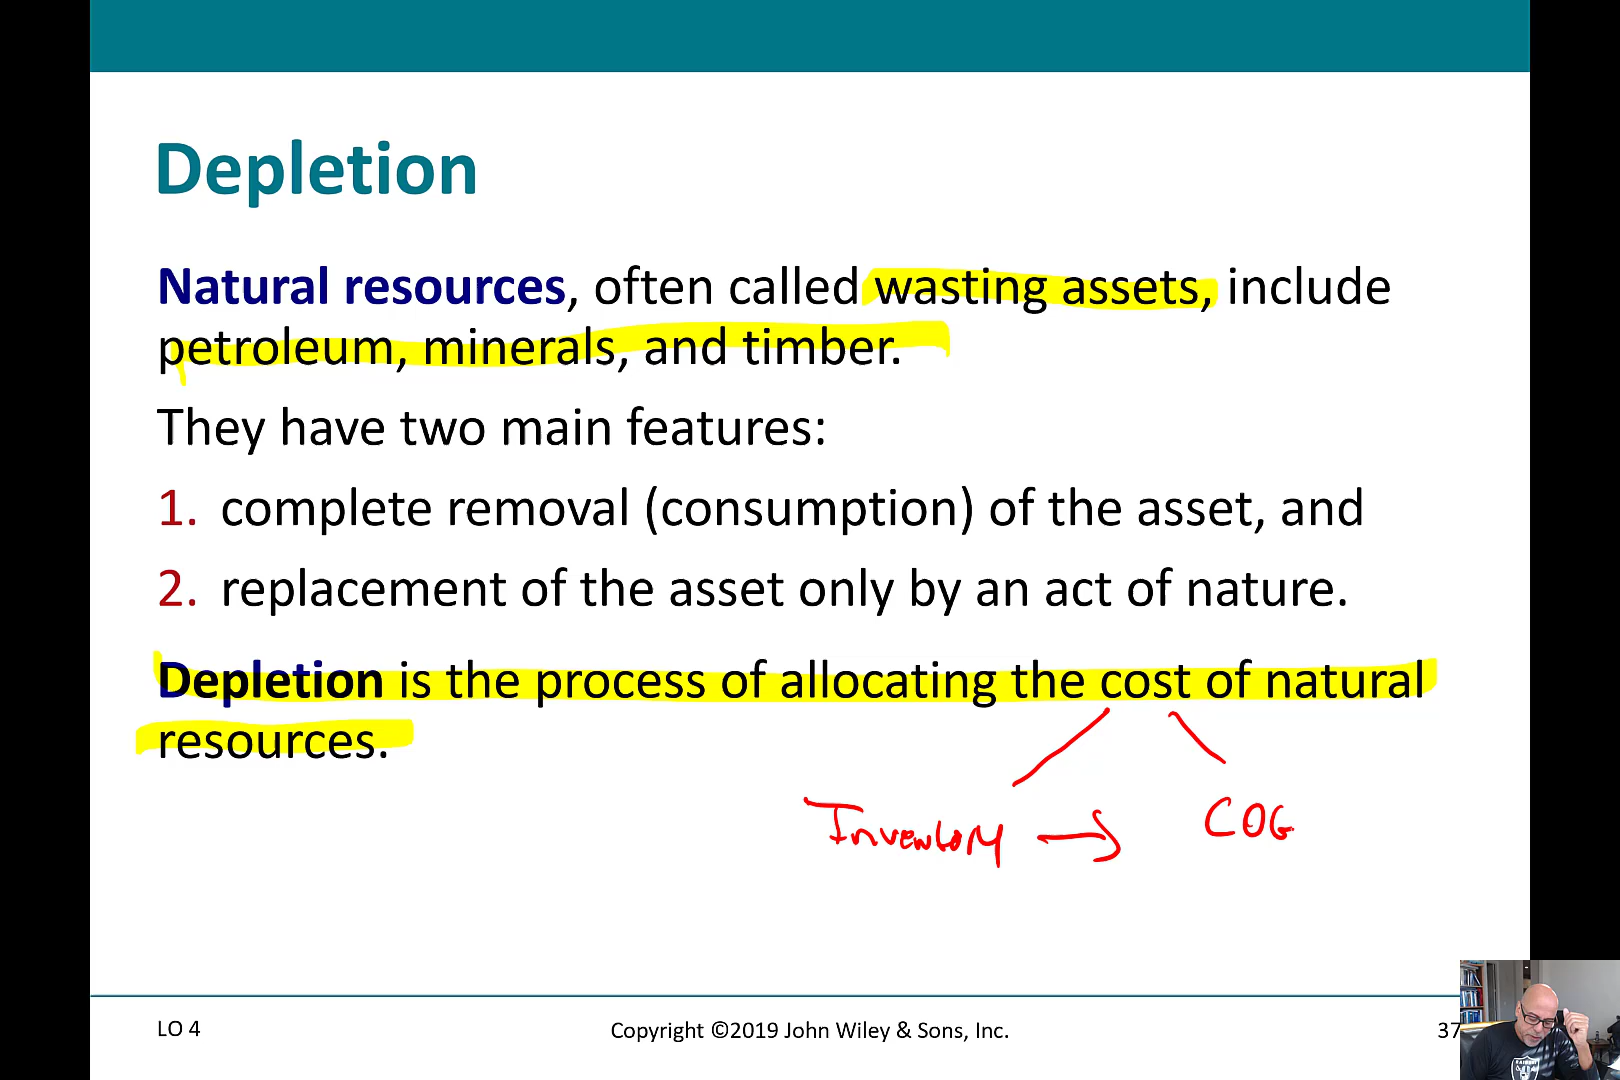 Depletion
Natural resources, often called wasting assets, include
petroleum, minerals, and timber.
They have two main features:
1. complete removal (consumption) of the asset, and
2. replacement of the asset only by an act of nature.
Depletion is the process of allocating the cost of natural
resources.
Inventory → COG
LO 4
Copyright ©2019 John Wiley & Sons, Inc.
37
RAIDERS